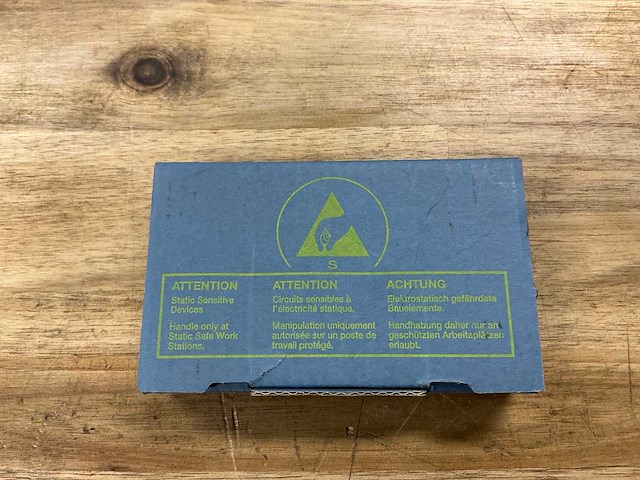 S
ATTENTION
Static Sensitive
Devices
Handle only at
Static Safe Work
Stations.
ATTENTION
Circuits sensibles à
l'électricité statique.
Manipulation uniquement
autorisée sur un poste de
travail protégé.
ACHTUNG
Elektrostatisch gefährdete
Bauelemente.
Handhabung daher nur an
geschützten Arbeitsplätzen
erlaubt.